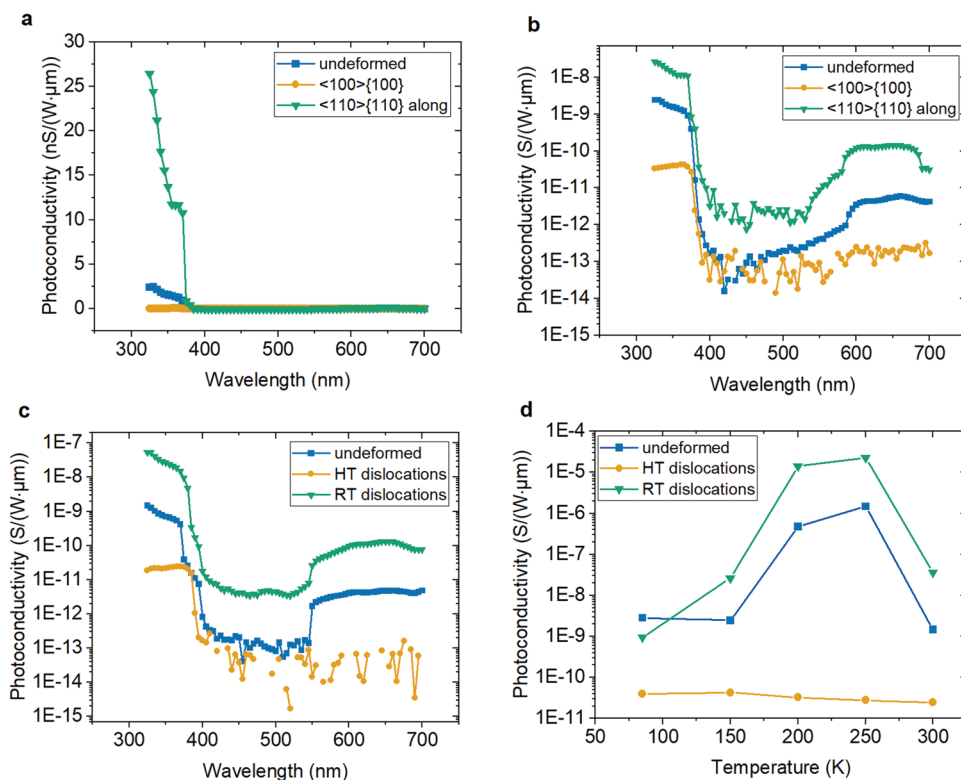 a
Photoconductivity (nS/(W·μm))
30
25
20
15
10
5
0
300 400 500 600 700
Wavelength (nm)
undeformed
<100>{100}
<110>{110} along
b
Photoconductivity (S/(W·μm))
1E-8
1E-9
1E-10
1E-11
1E-12
1E-13
1E-14
1E-15
300 400 500 600 700
Wavelength (nm)
undeformed
<100>{100}
<110>{110} along
c
Photoconductivity (S/(W·μm))
1E-7
1E-8
1E-9
1E-10
1E-11
1E-12
1E-13
1E-14
1E-15
300 400 500 600 700
Wavelength (nm)
undeformed
HT dislocations
RT dislocations
d
Photoconductivity (S/(W·μm))
1E-4
1E-5
1E-6
1E-7
1E-8
1E-9
1E-10
1E-11
50 100 150 200 250 300
Temperature (K)
undeformed
HT dislocations
RT dislocations